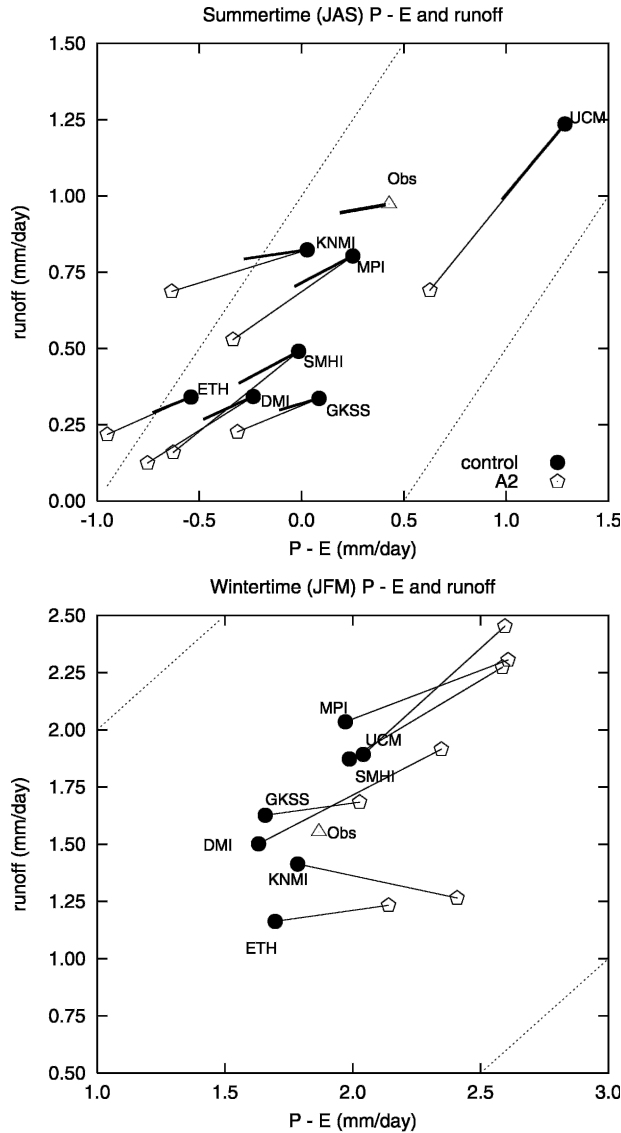 Summertime (JAS) P - E and runoff
1.50
1.25
1.00
0.75
0.50
0.25
0.00
runoff (mm/day)
UCM
Obs
KNMI
MPI
SMHI
ETH
DMI
GKSS
control
A2
-1.0 -0.5 0.0 0.5 1.0 1.5
P - E (mm/day)
Wintertime (JFM) P - E and runoff
2.50
2.25
2.00
1.75
1.50
1.25
1.00
0.75
0.50
runoff (mm/day)
MPI
UCM
SMHI
GKSS
Obs
DMI
KNMI
ETH
1.0 1.5 2.0 2.5 3.0
P - E (mm/day)